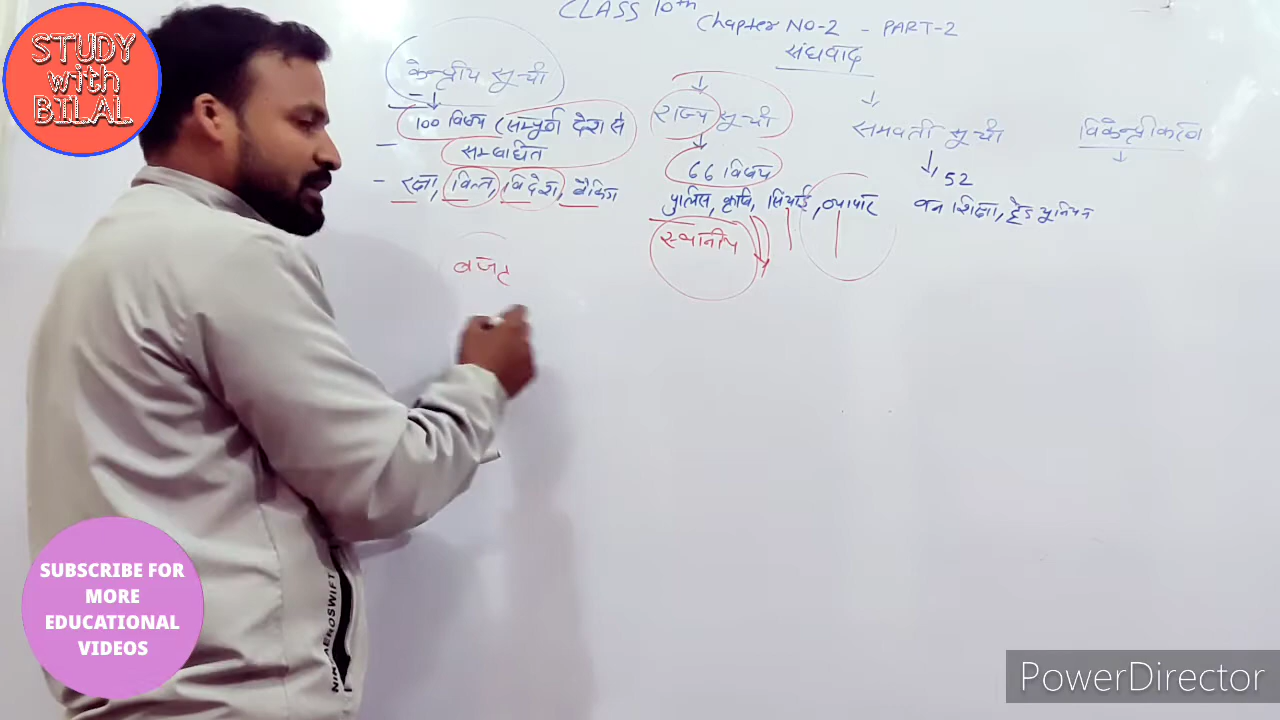 STUDY
with
BILAL
CLASS 10th
Chapter NO-2 - PART-2
संघवाद
केन्द्रीय सूची
100 विषय (सम्पूर्ण देश से
सम्बंधित
- रक्षा, वित्त, विदेश, बैंकिंग
बजट
राज्य सूची
66 विषय
पुलिस, कृषि, सिंचाई, व्यापार
स्थानीय
समवर्ती सूची
52
वन शिक्षा, ट्रेड यूनियन
विकेन्द्रीकरण
SUBSCRIBE FOR
MORE
EDUCATIONAL
VIDEOS
PowerDirector